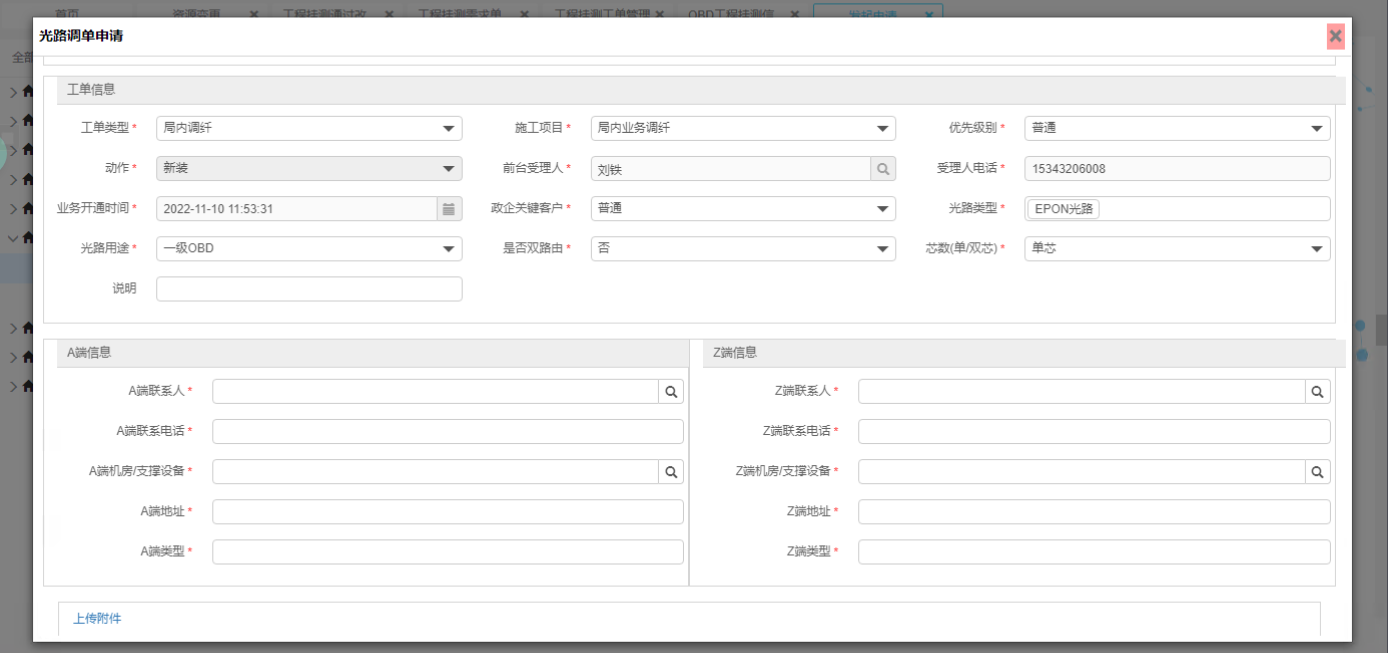 首页 资源变更 工程挂测通过改 工程挂测需求单 工程挂测工单管理 OBD工程挂测信 发起申请
光路调单申请
全部
工单信息
工单类型* 局内调纤 施工项目* 局内业务调纤 优先级别* 普通
动作* 新装 前台受理人* 刘铁 受理人电话* 15343206008
业务开通时间* 2022-11-10 11:53:31 政企关键客户* 普通 光路类型* EPON光路
光路用途* 一级OBD 是否双路由* 否 芯数(单/双芯)* 单芯
说明
A端信息 Z端信息
A端联系人* Z端联系人*
A端联系电话* Z端联系电话*
A端机房/支撑设备* Z端机房/支撑设备*
A端地址* Z端地址*
A端类型* Z端类型*
上传附件